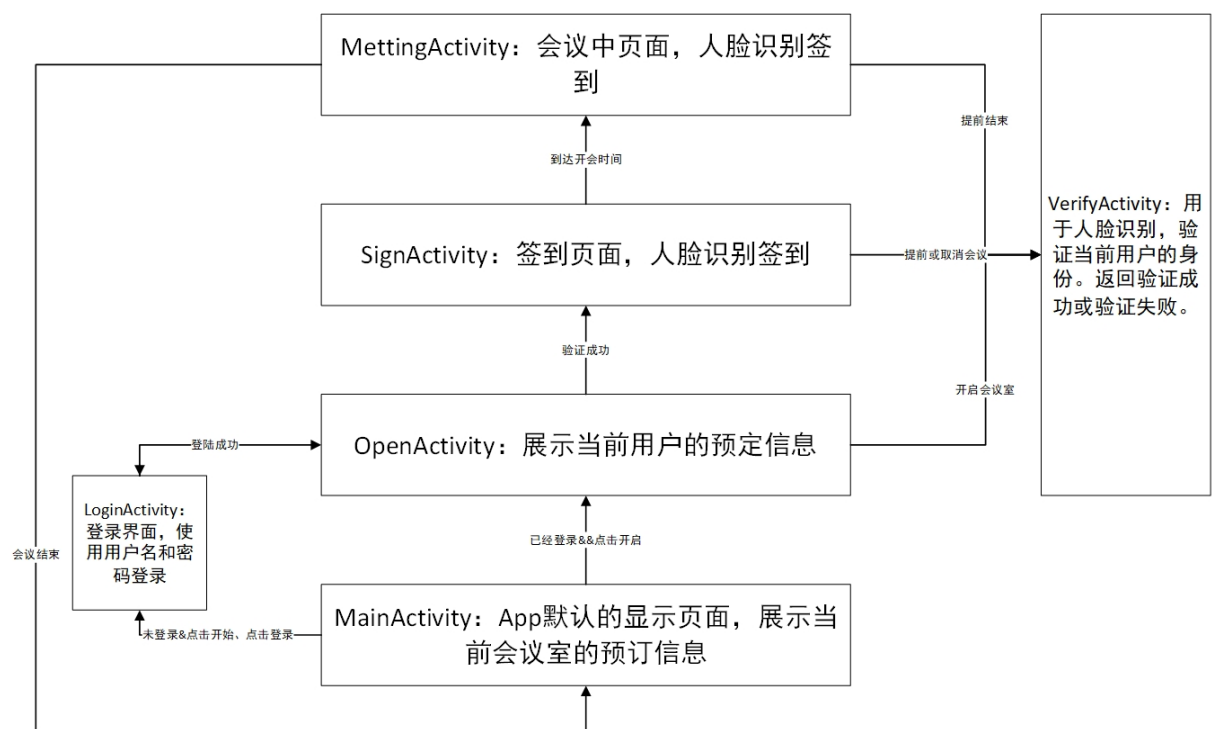 MettingActivity：会议中页面，人脸识别签
到
提前结束
到达开会时间
VerifyActivity：用
于人脸识别，验
证当前用户的身
份。返回验证成
功或验证失败。
SignActivity：签到页面，人脸识别签到
提前或取消会议
验证成功
开启会议室
登陆成功
OpenActivity：展示当前用户的预定信息
LoginActivity：
登录界面，使
用用户名和密
码登录
会议结束
已经登录&&点击开启
MainActivity：App默认的显示页面，展示当
前会议室的预订信息
未登录&点击开始、点击登录